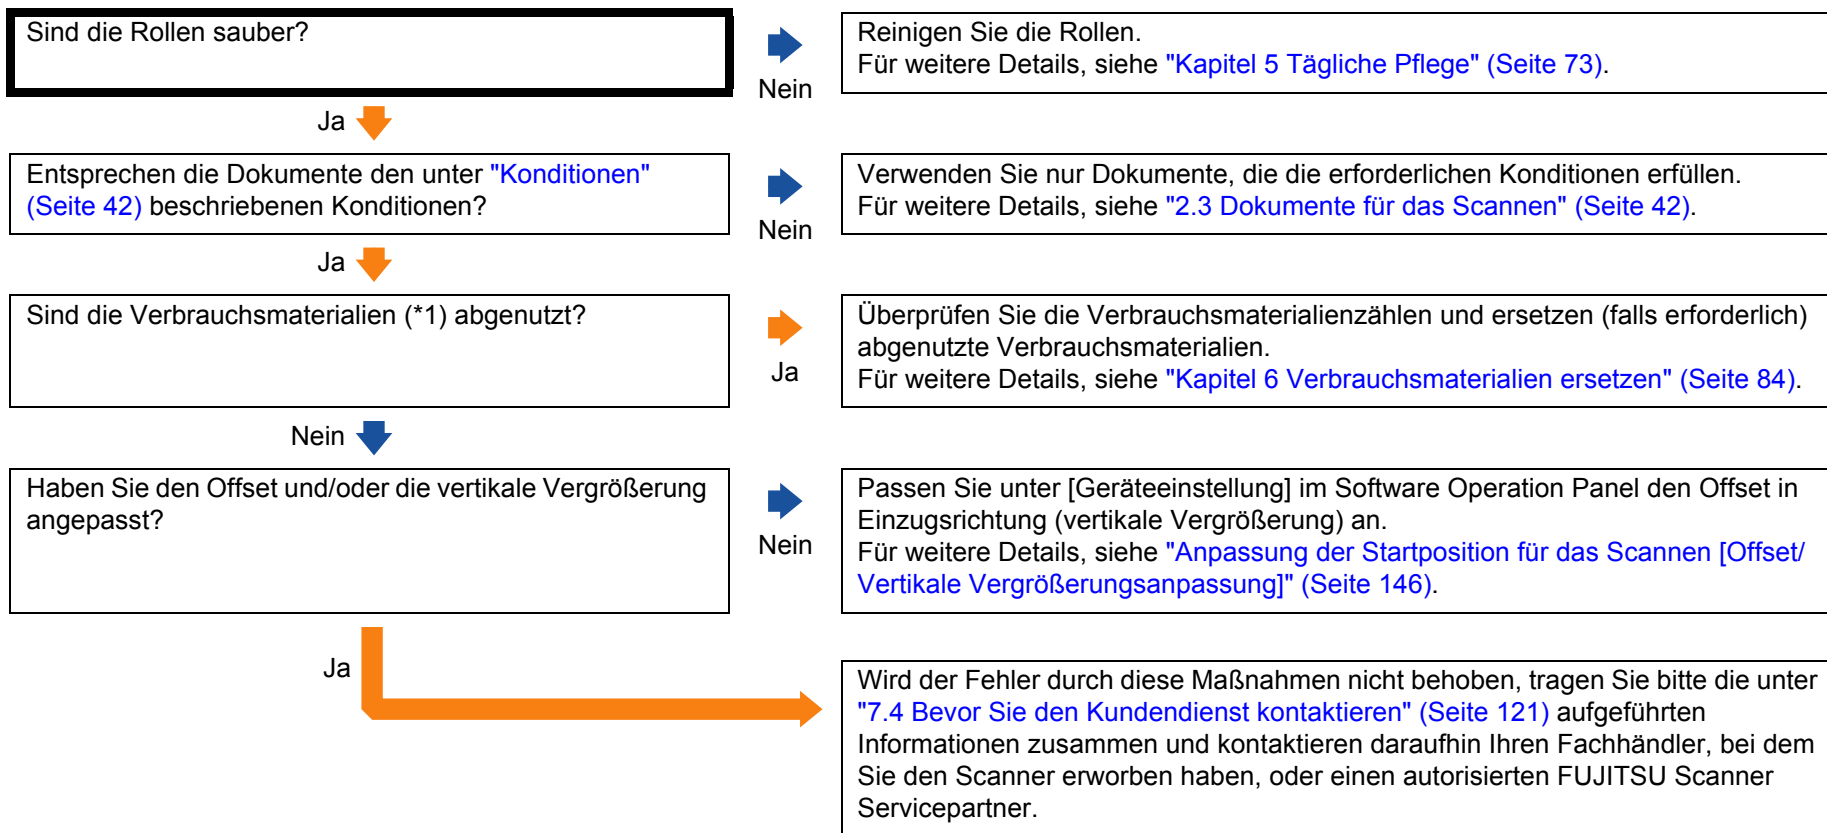 Sind die Rollen sauber?
Nein
Reinigen Sie die Rollen.
Für weitere Details, siehe "Kapitel 5 Tägliche Pflege" (Seite 73).
Ja
Entsprechen die Dokumente den unter "Konditionen"
(Seite 42) beschriebenen Konditionen?
Nein
Verwenden Sie nur Dokumente, die die erforderlichen Konditionen erfüllen.
Für weitere Details, siehe "2.3 Dokumente für das Scannen" (Seite 42).
Ja
Sind die Verbrauchsmaterialien (*1) abgenutzt?
Ja
Überprüfen Sie die Verbrauchsmaterialienzählen und ersetzen (falls erforderlich)
abgenutzte Verbrauchsmaterialien.
Für weitere Details, siehe "Kapitel 6 Verbrauchsmaterialien ersetzen" (Seite 84).
Nein
Haben Sie den Offset und/oder die vertikale Vergrößerung
angepasst?
Nein
Passen Sie unter [Geräteeinstellung] im Software Operation Panel den Offset in
Einzugsrichtung (vertikale Vergrößerung) an.
Für weitere Details, siehe "Anpassung der Startposition für das Scannen [Offset/
Vertikale Vergrößerungsanpassung]" (Seite 146).
Ja
Wird der Fehler durch diese Maßnahmen nicht behoben, tragen Sie bitte die unter
"7.4 Bevor Sie den Kundendienst kontaktieren" (Seite 121) aufgeführten
Informationen zusammen und kontaktieren daraufhin Ihren Fachhändler, bei dem
Sie den Scanner erworben haben, oder einen autorisierten FUJITSU Scanner
Servicepartner.